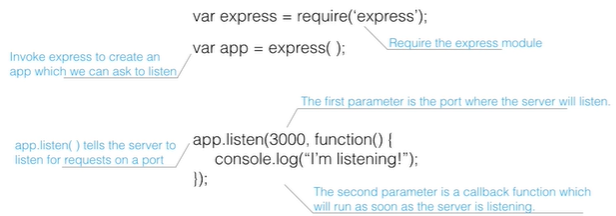 var express = require(‘express’);
Require the express module
Invoke express to create an
app which we can ask to listen
var app = express( );
The first parameter is the port where the server will listen.
app.listen( ) tells the server to
listen for requests on a port
app.listen(3000, function() {
console.log(“I’m listening!”);
});
The second parameter is a callback function which
will run as soon as the server is listening.